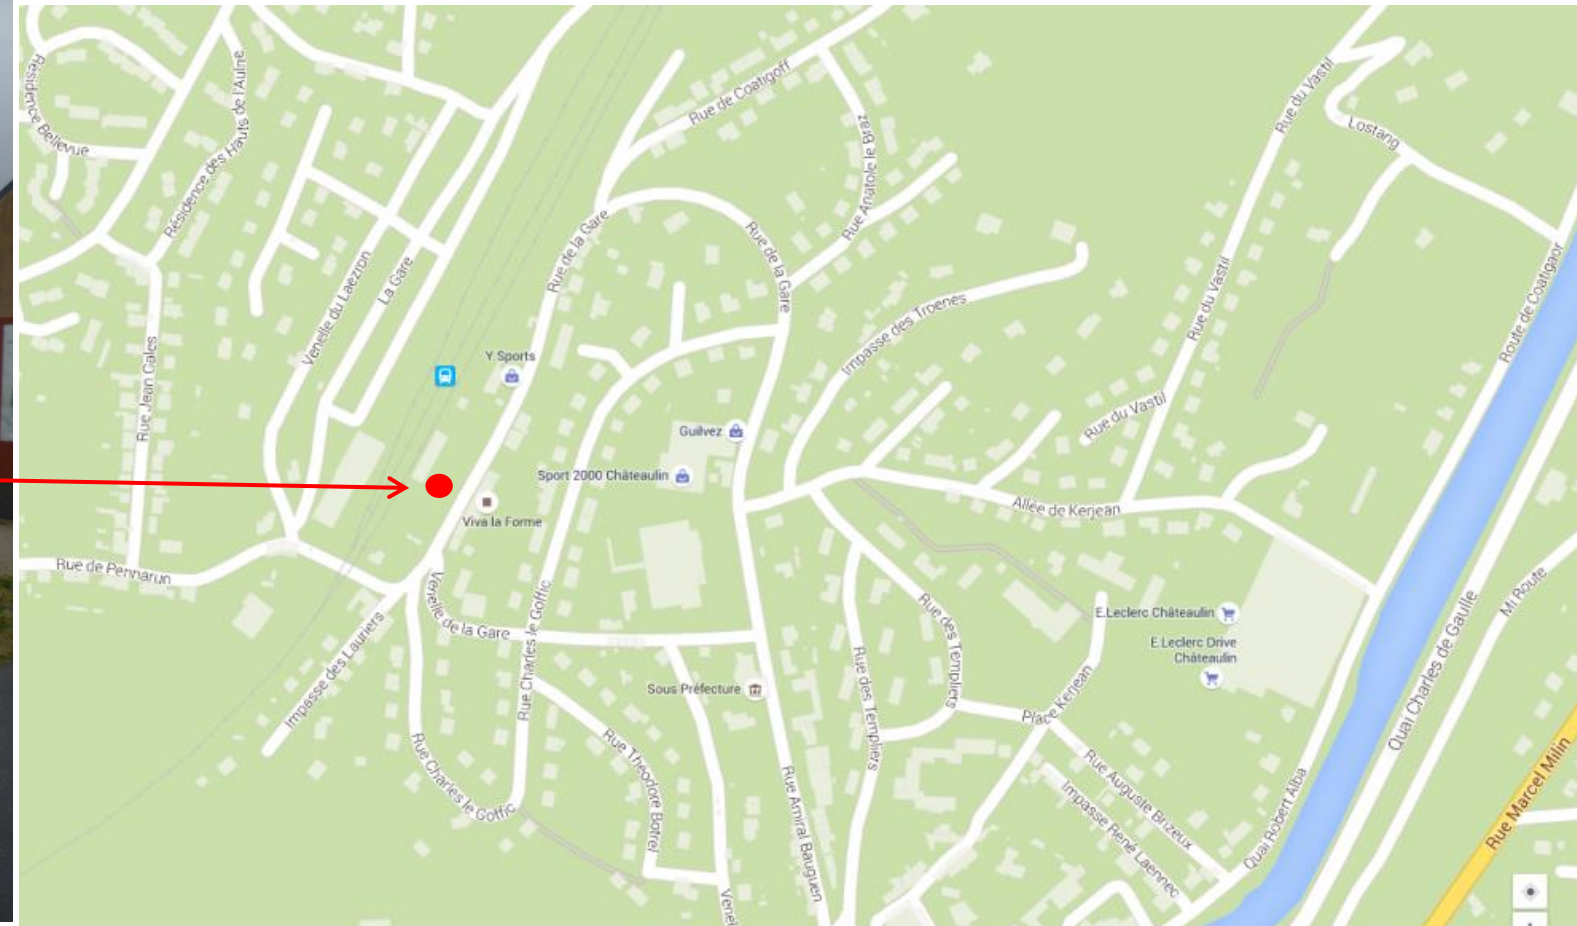 Résidence Bellevue
Résidence des Hauts de l'Aulne
Rue de Coatigoff
Rue Anatole le Braz
Rue du Vastil
Lostang
Rue de la Gare
Rue de la Gare
Venelle du Laezron
La Gare
Rue du Vastil
Route de Coatigaor
Impasse des Troenes
Rue Jean Cales
Y Sports
Rue du Vastil
Guilvez
Sport 2000 Châteaulin
Viva la Forme
Allée de Kerjean
Rue de Pennarun
Venelle de la Gare
Rue Charles le Goffic
Rue des Templiers
E.Leclerc Châteaulin
E.Leclerc Drive
Châteaulin
Quai Charles de Gaulle
Mi Route
Impasse des Lauriers
Sous Préfecture
Rue des Templiers
Place Kerjean
Rue Charles le Goffic
Rue Théodore Botrel
Rue Amiral Bauguen
Rue Auguste Brizeux
Impasse René Laennec
Quai Robert Alba
Rue Marcel Milin
Venel